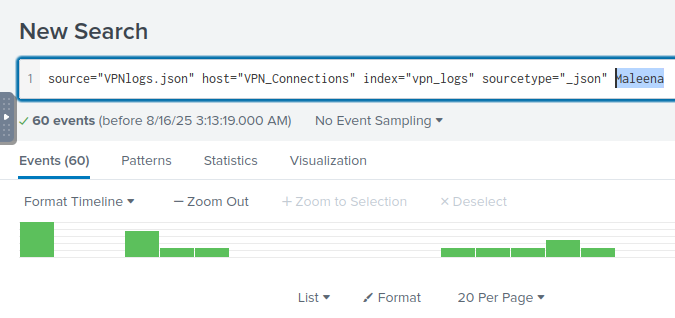 New Search
1 source="VPNlogs.json" host="VPN_Connections" index="vpn_logs" sourcetype="_json" Maleena
60 events (before 8/16/25 3:13:19.000 AM) No Event Sampling
Events (60) Patterns Statistics Visualization
Format Timeline Zoom Out Zoom to Selection Deselect
List Format 20 Per Page